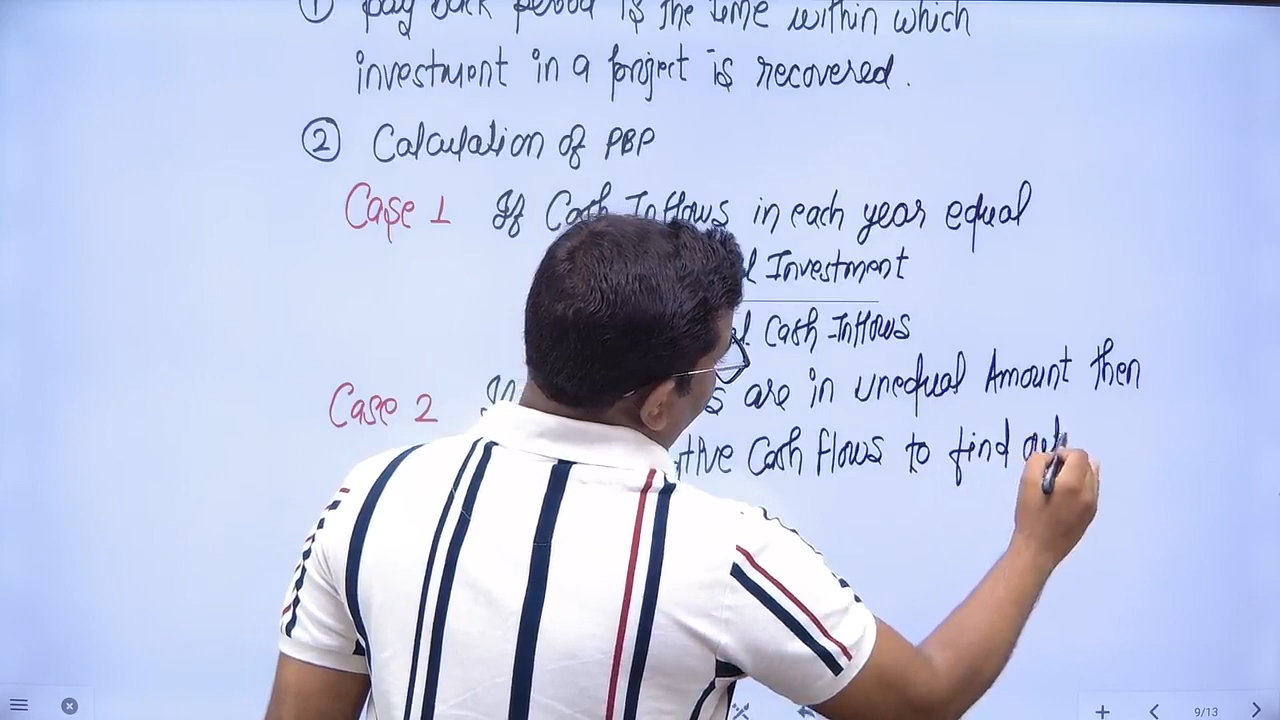 ① Pay back period is the time within which
investment in a project is recovered.
② Calculation of PBP
Case 1 If Cash Inflows in each year equal
Investment
Cash Inflows
Case 2 are in unequal Amount then
Cash flows to find out
9/13